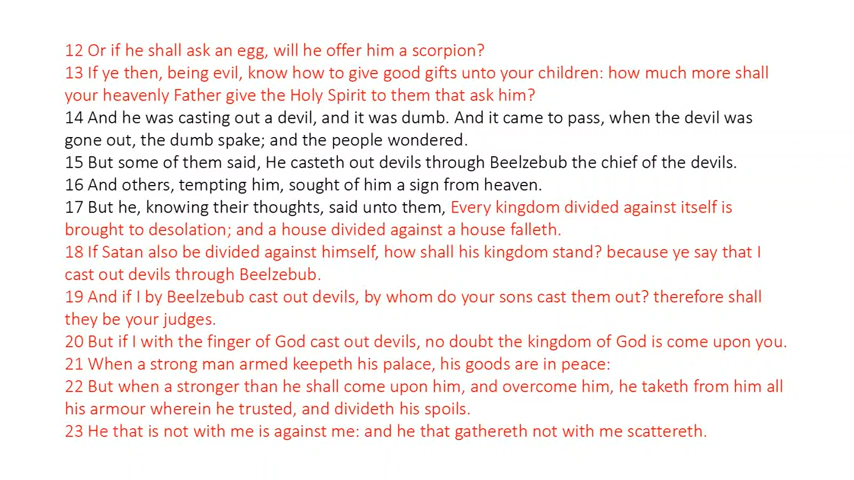 12 Or if he shall ask an egg, will he offer him a scorpion?
13 If ye then, being evil, know how to give good gifts unto your children: how much more shall
your heavenly Father give the Holy Spirit to them that ask him?
14 And he was casting out a devil, and it was dumb. And it came to pass, when the devil was
gone out, the dumb spake; and the people wondered.
15 But some of them said, He casteth out devils through Beelzebub the chief of the devils.
16 And others, tempting him, sought of him a sign from heaven.
17 But he, knowing their thoughts, said unto them, Every kingdom divided against itself is
brought to desolation; and a house divided against a house falleth.
18 If Satan also be divided against himself, how shall his kingdom stand? because ye say that I
cast out devils through Beelzebub.
19 And if I by Beelzebub cast out devils, by whom do your sons cast them out? therefore shall
they be your judges.
20 But if I with the finger of God cast out devils, no doubt the kingdom of God is come upon you.
21 When a strong man armed keepeth his palace, his goods are in peace:
22 But when a stronger than he shall come upon him, and overcome him, he taketh from him all
his armour wherein he trusted, and divideth his spoils.
23 He that is not with me is against me: and he that gathereth not with me scattereth.